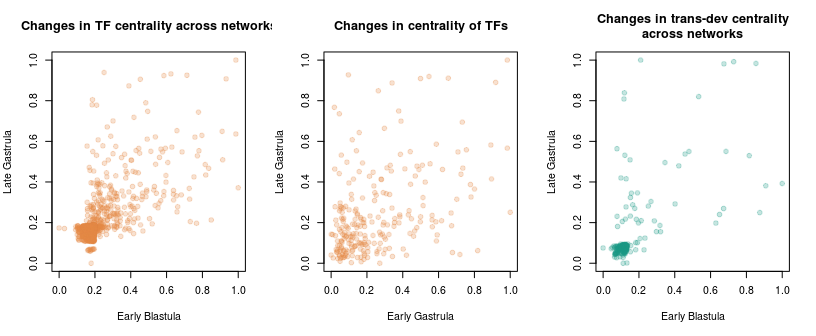 Changes in TF centrality across networks
Late Gastrula
1.0
0.8
0.6
0.4
0.2
0.0
0.0 0.2 0.4 0.6 0.8 1.0
Early Blastula
Changes in centrality of TFs
Late Gastrula
1.0
0.8
0.6
0.4
0.2
0.0
0.0 0.2 0.4 0.6 0.8 1.0
Early Gastrula
Changes in trans-dev centrality
across networks
Late Gastrula
1.0
0.8
0.6
0.4
0.2
0.0
0.0 0.2 0.4 0.6 0.8 1.0
Early Blastula